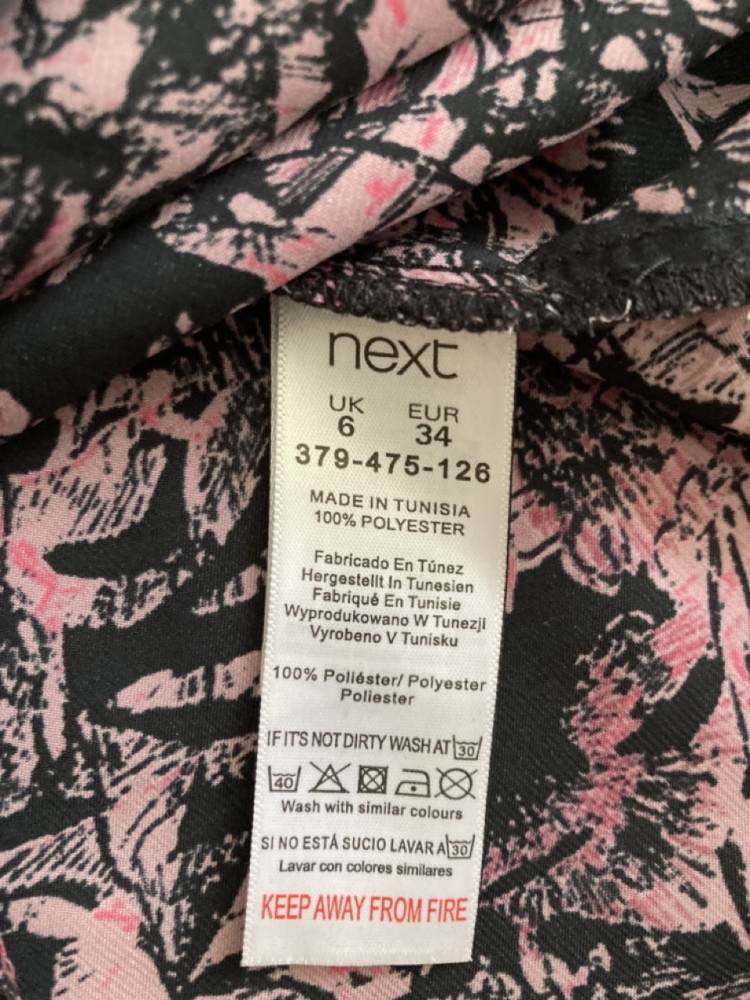 next
UK EUR
6 34
379-475-126
MADE IN TUNISIA
100% POLYESTER
Fabricado En Túnez
Hergestellt In Tunesien
Fabriqué En Tunisie
Wyprodukowano W Tunezji
Vyrobeno V Tunisku
100% Poliéster/ Polyester
Poliester
IF IT'S NOT DIRTY WASH AT 30
40
Wash with similar colours
SI NO ESTÁ SUCIO LAVAR A 30
Lavar con colores similares
KEEP AWAY FROM FIRE